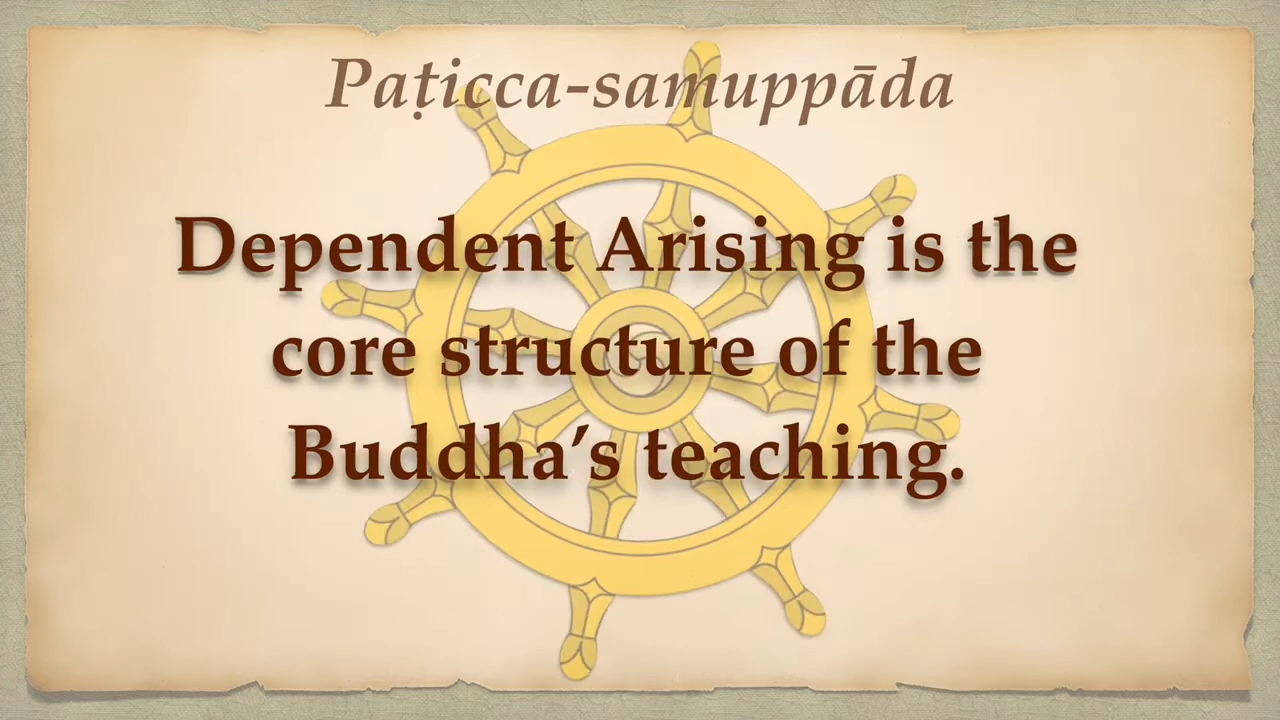 Paṭicca-samuppāda
Dependent Arising is the
core structure of the
Buddha’s teaching.